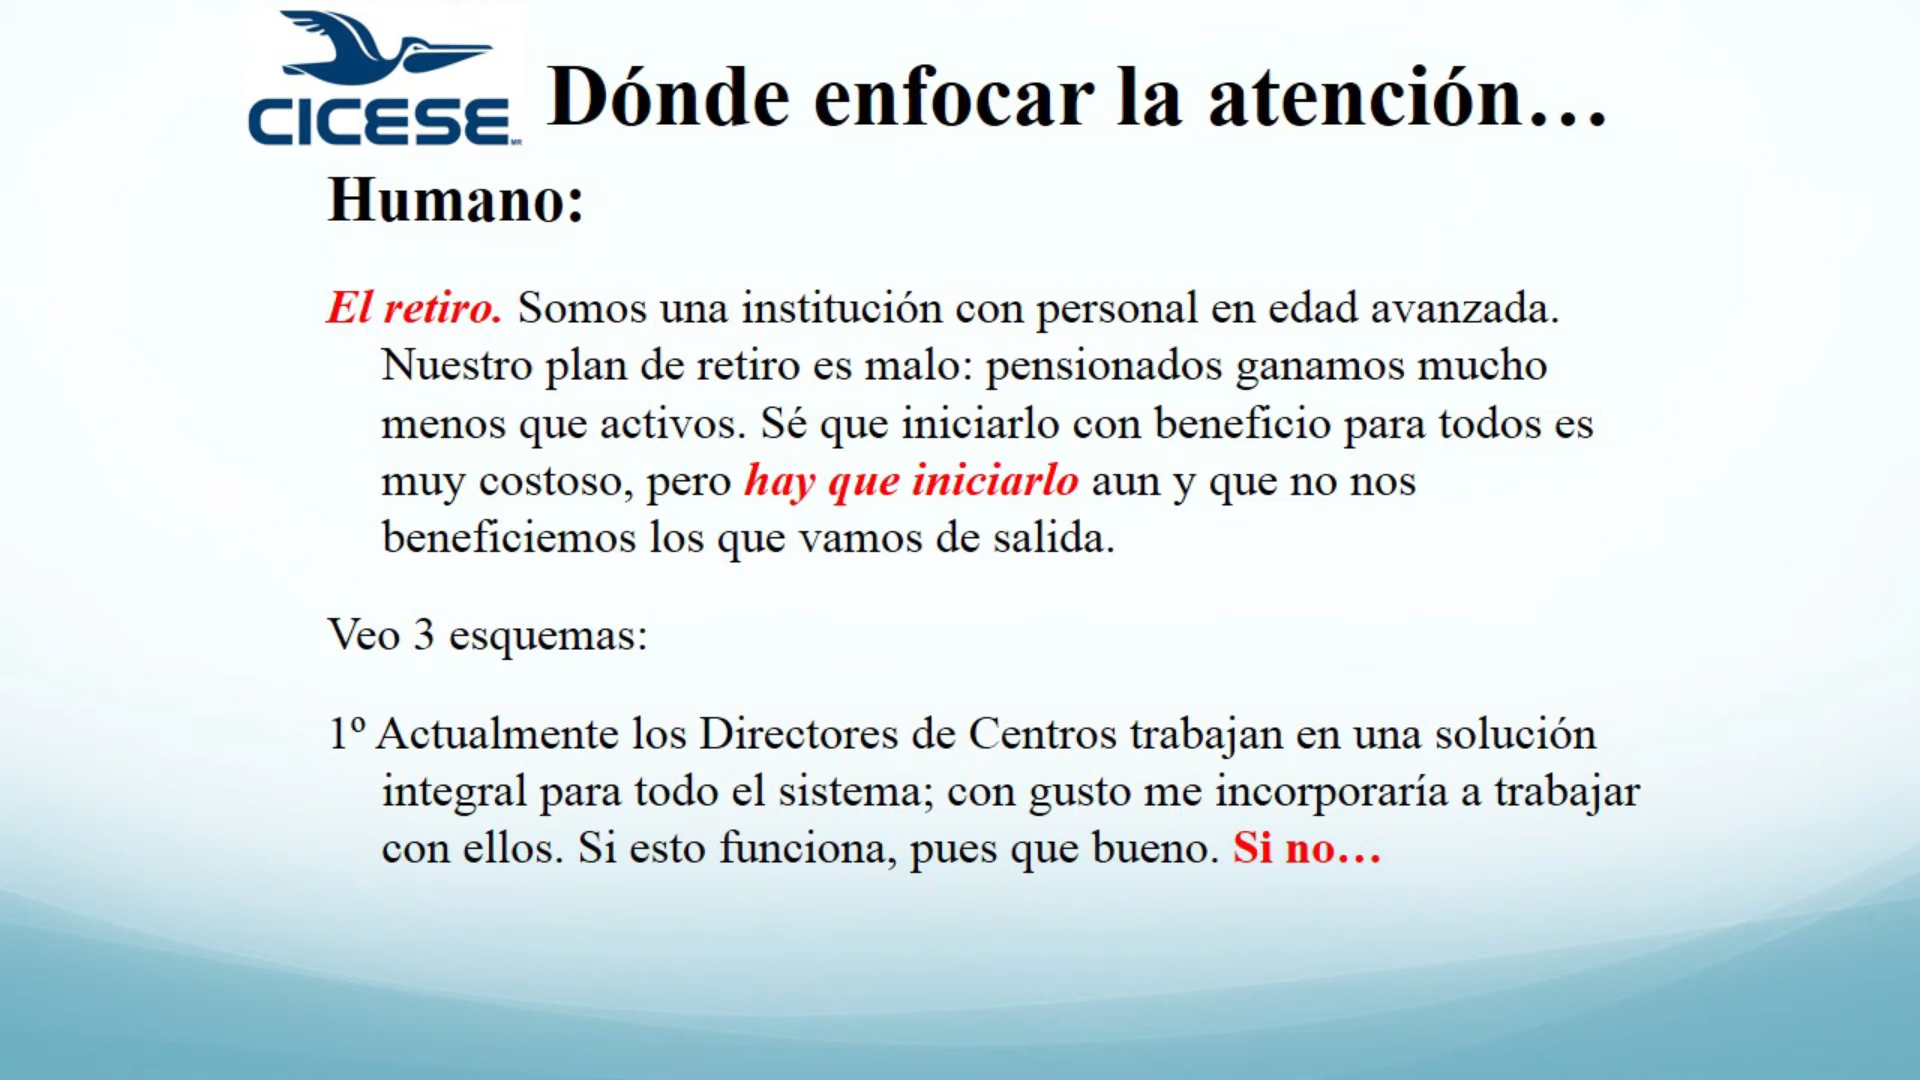 CICESE MR
Dónde enfocar la atención…
Humano:
El retiro. Somos una institución con personal en edad avanzada.
Nuestro plan de retiro es malo: pensionados ganamos mucho
menos que activos. Sé que iniciarlo con beneficio para todos es
muy costoso, pero hay que iniciarlo aun y que no nos
beneficiemos los que vamos de salida.
Veo 3 esquemas:
1º Actualmente los Directores de Centros trabajan en una solución
integral para todo el sistema; con gusto me incorporaría a trabajar
con ellos. Si esto funciona, pues que bueno. Si no…